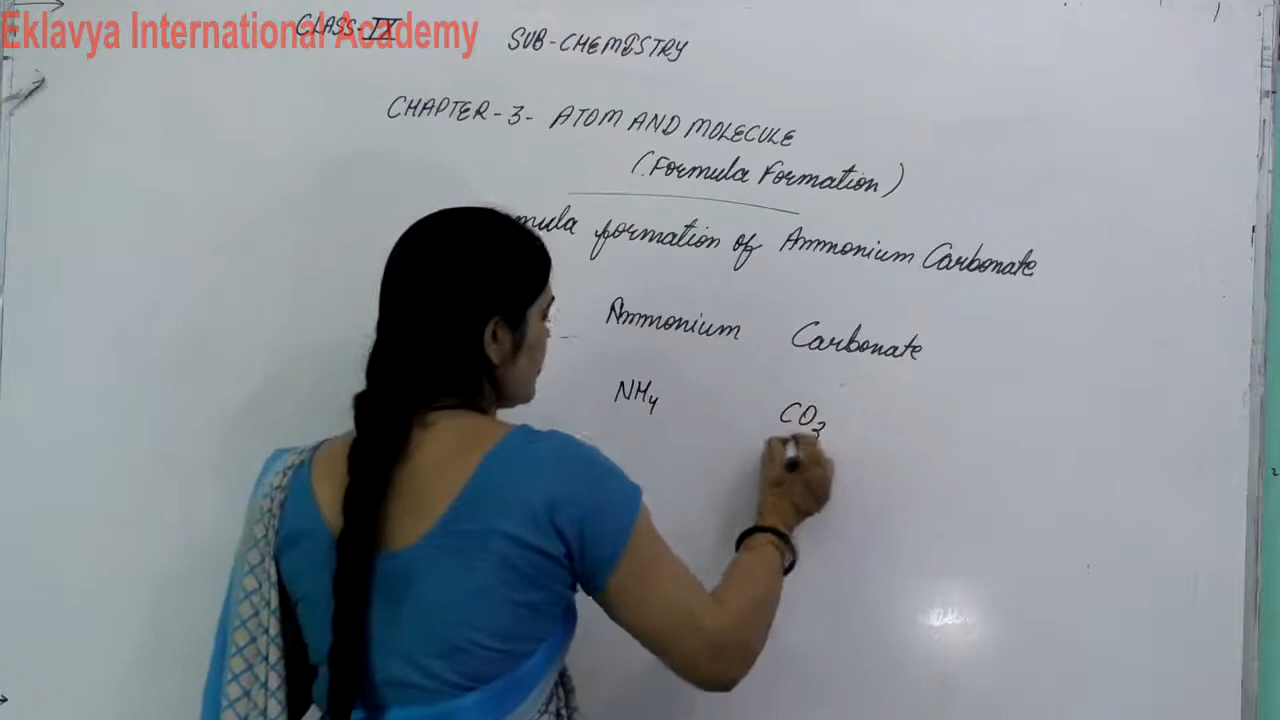 Eklavya International Academy
CLASS-IX
SUB-CHEMISTRY
CHAPTER-3- ATOM AND MOLECULE
(Formula Formation)
formation of Ammonium Carbonate
Ammonium Carbonate
NH4 CO3